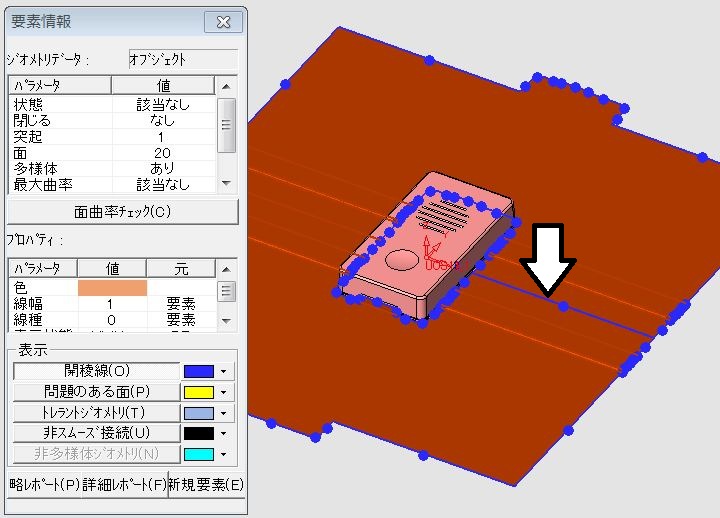 要素情報
ｼﾞｵﾒﾄﾘﾃﾞｰﾀ : ｵﾌﾞｼﾞｪｸﾄ
ﾊﾟﾗﾒｰﾀ 値
状態 該当なし
閉じる なし
突起 1
面 20
多様体 あり
最大曲率 該当なし
面曲率ﾁｪｯｸ(C)
ﾌﾟﾛﾊﾟﾃｨ :
ﾊﾟﾗﾒｰﾀ 値 元
色
線幅 1 要素
線種 0 要素
表示
開稜線(O)
問題のある面(P)
ﾄﾚﾗﾝﾄｼﾞｵﾒﾄﾘ(T)
非ｽﾑｰｽﾞ接続(U)
非多様体ｼﾞｵﾒﾄﾘ(N)
略ﾚﾎﾟｰﾄ(P) 詳細ﾚﾎﾟｰﾄ(F) 新規要素(E)